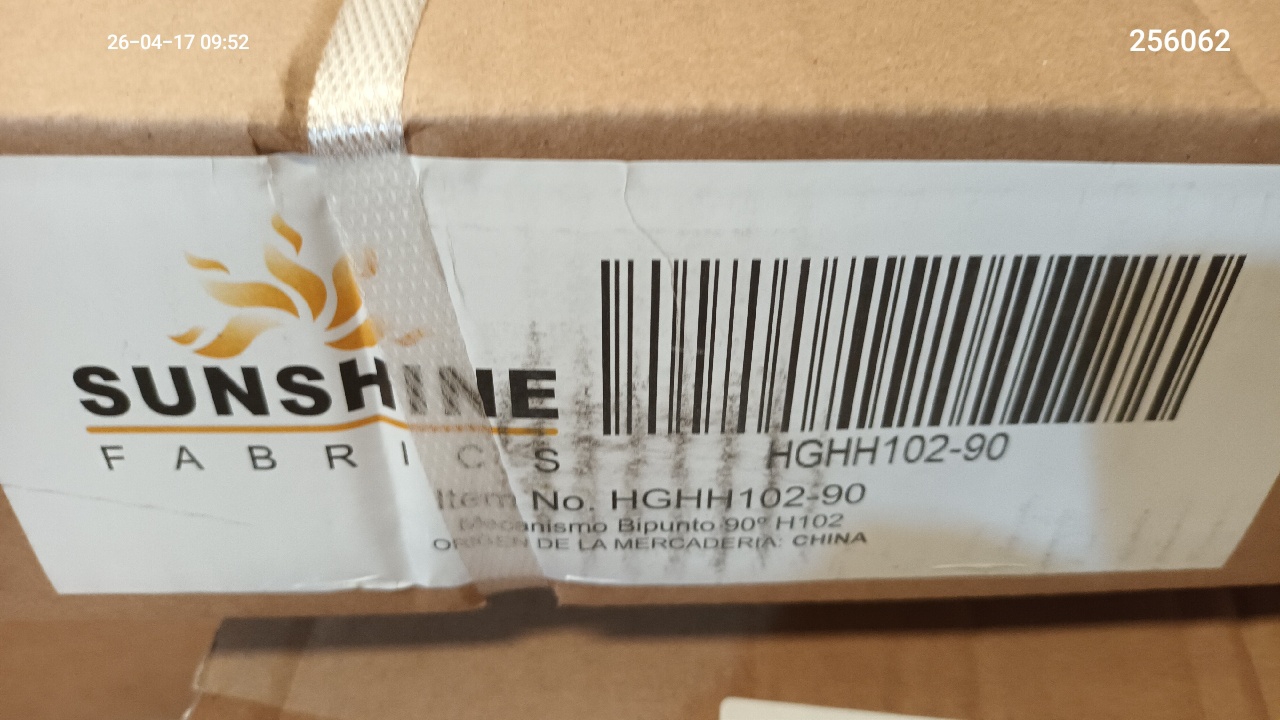 26-04-17 09:52
256062
SUNSHINE
FABRICS
HGHH102-90
Item No. HGHH102-90
Mecanismo Bipunto 90º H102
ORIGEN DE LA MERCADERIA: CHINA